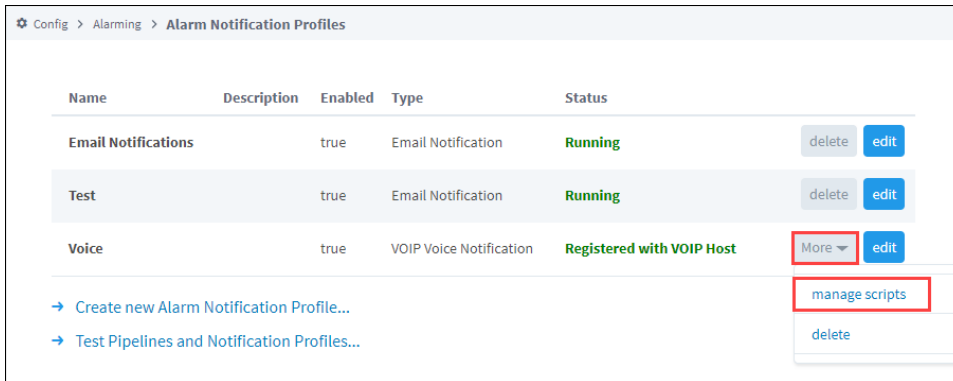 Config > Alarming > Alarm Notification Profiles
Name Description Enabled Type Status
Email Notifications true Email Notification Running delete edit
Test true Email Notification Running delete edit
Voice true VOIP Voice Notification Registered with VOIP Host More edit
manage scripts
→ Create new Alarm Notification Profile...
delete
→ Test Pipelines and Notification Profiles...